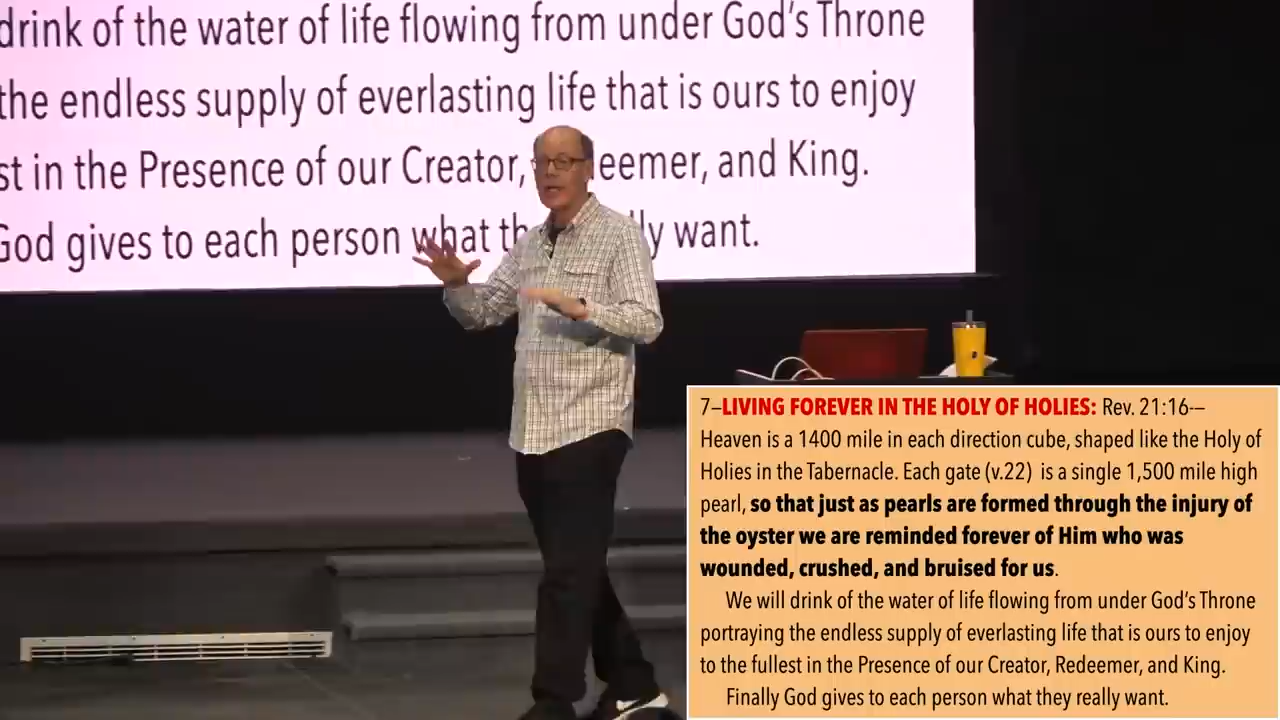 drink of the water of life flowing from under God's Throne
the endless supply of everlasting life that is ours to enjoy
st in the Presence of our Creator, eemer, and King.
God gives to each person what th ly want.
7–LIVING FOREVER IN THE HOLY OF HOLIES: Rev. 21:16-–
Heaven is a 1400 mile in each direction cube, shaped like the Holy of
Holies in the Tabernacle. Each gate (v.22) is a single 1,500 mile high
pearl, so that just as pearls are formed through the injury of
the oyster we are reminded forever of Him who was
wounded, crushed, and bruised for us.
We will drink of the water of life flowing from under God's Throne
portraying the endless supply of everlasting life that is ours to enjoy
to the fullest in the Presence of our Creator, Redeemer, and King.
Finally God gives to each person what they really want.